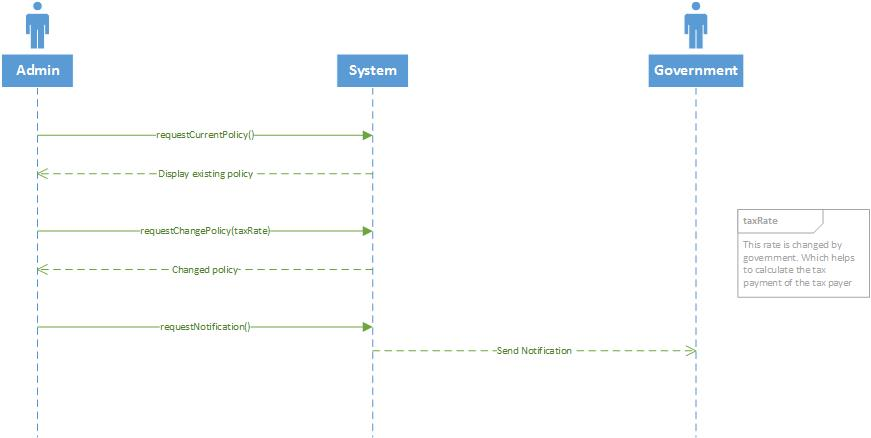 Admin
System
Government
requestCurrentPolicy()
Display existing policy
requestChangePolicy(taxRate)
Changed policy
requestNotification()
Send Notification
taxRate
This rate is changed by
government. Which helps
to calculate the tax
payment of the tax payer